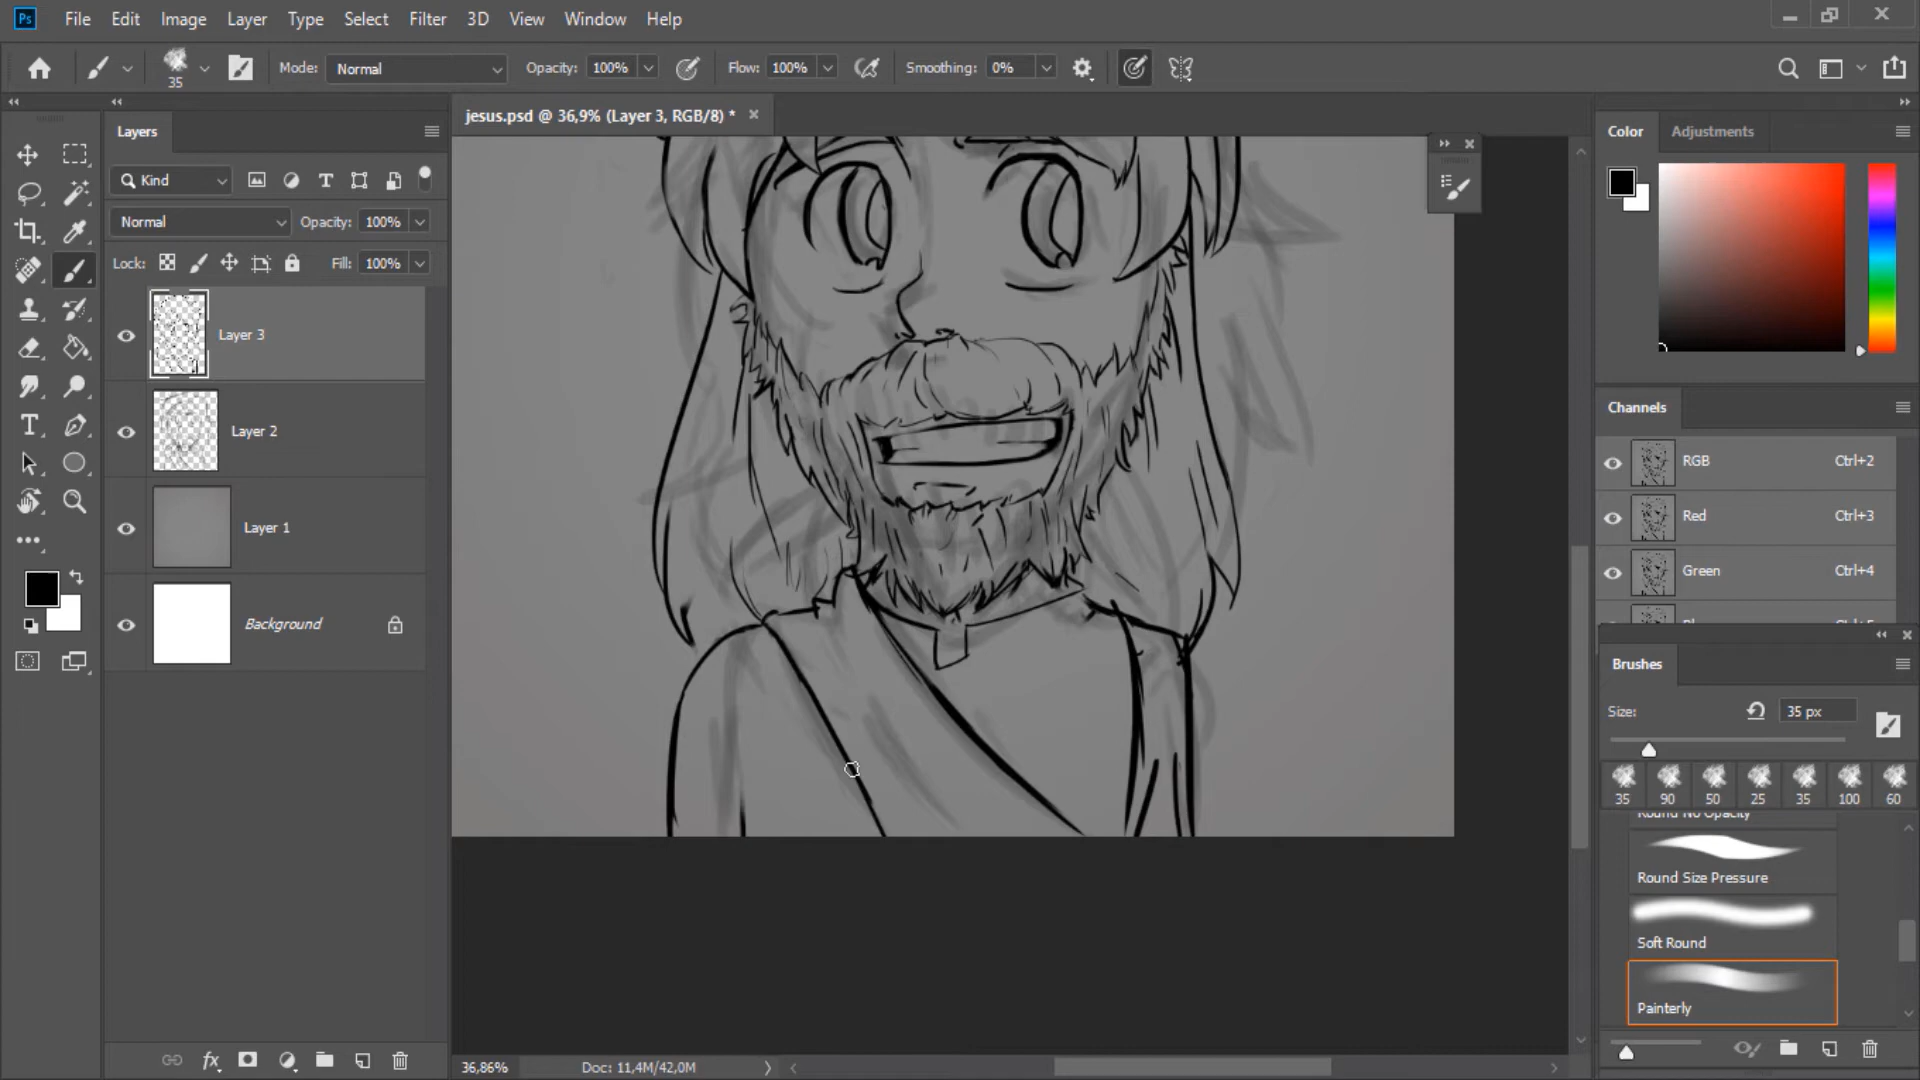 Ps File Edit Image Layer Type Select Filter 3D View Window Help
35 Mode: Normal Opacity: 100% Flow: 100% Smoothing: 0%
Layers
jesus.psd @ 36,9% (Layer 3, RGB/8) *
Color Adjustments
Kind
Normal Opacity: 100%
Lock: Fill: 100%
Layer 3
Layer 2
Layer 1
Background
Channels
RGB Ctrl+2
Red Ctrl+3
Green Ctrl+4
Brushes
Size: 35 px
35 90 50 25 35 100 60
Round No Opacity
Round Size Pressure
Soft Round
Painterly
36,86% Doc: 11,4M/42,0M